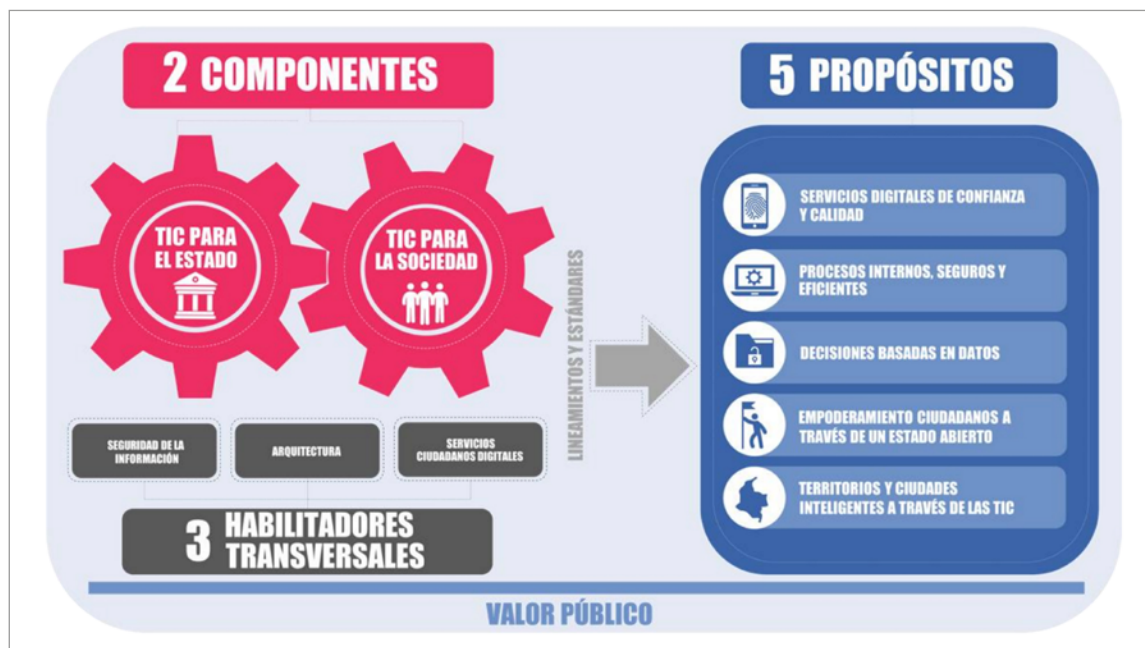 2 COMPONENTES
TIC PARA
EL ESTADO
TIC PARA
LA SOCIEDAD
SEGURIDAD DE LA
INFORMACIÓN
ARQUITECTURA
SERVICIOS
CIUDADANOS DIGITALES
3 HABILITADORES
TRANSVERSALES
LINEAMIENTOS Y ESTÁNDARES
5 PROPÓSITOS
SERVICIOS DIGITALES DE CONFIANZA
Y CALIDAD
PROCESOS INTERNOS, SEGUROS Y
EFICIENTES
DECISIONES BASADAS EN DATOS
EMPODERAMIENTO CIUDADANOS A
TRAVÉS DE UN ESTADO ABIERTO
TERRITORIOS Y CIUDADES
INTELIGENTES A TRAVÉS DE LAS TIC
VALOR PÚBLICO